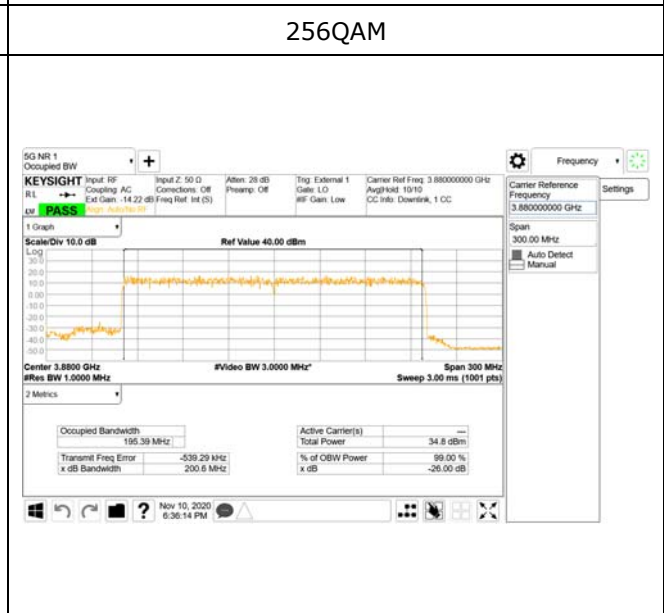 256QAM
5G NR 1
Occupied BW
Frequency
KEYSIGHT Input: RF Input Z: 50 Ω Atten: 28 dB Trig: External 1 Carrier Ref Freq: 3.880000000 GHz
RL Coupling: AC Corrections: Off Preamp: Off Gate: LO Avg|Hold: 10/10
Ext Gain: -14.22 dB Freq Ref: Int (S) #IF Gain: Low CC Info: Downlink, 1 CC
PASS Align: Auto/No RF
Carrier Reference Frequency
3.880000000 GHz
Settings
Span
300.00 MHz
Auto Detect
Manual
1 Graph
Scale/Div 10.0 dB Ref Value 40.00 dBm
Log
30.0
20.0
10.0
0.00
-10.0
-20.0
-30.0
-40.0
-50.0
Center 3.8800 GHz #Video BW 3.0000 MHz* Span 300 MHz
#Res BW 1.0000 MHz Sweep 3.00 ms (1001 pts)
2 Metrics
Occupied Bandwidth
195.39 MHz
Active Carrier(s) ---
Total Power 34.8 dBm
Transmit Freq Error -539.29 kHz
% of OBW Power 99.00 %
x dB Bandwidth 200.6 MHz
x dB -26.00 dB
? Nov 10, 2020
6:36:14 PM